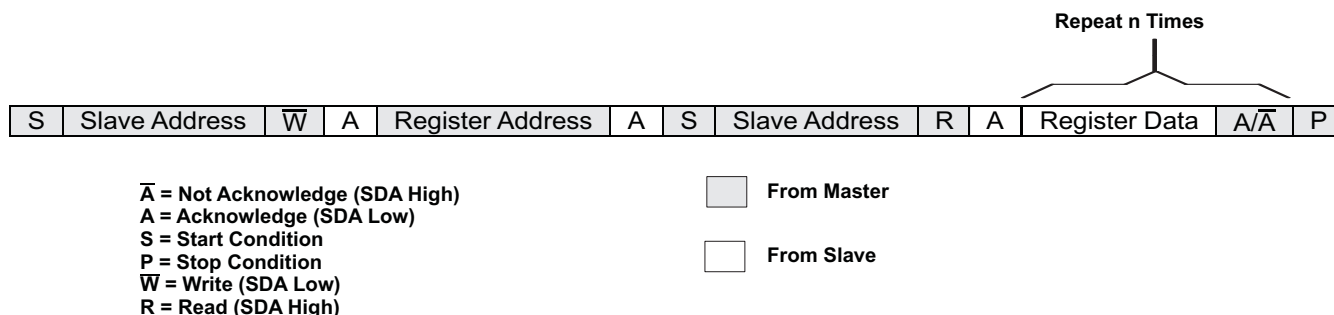 Repeat n Times
S Slave Address W̅ A Register Address A S Slave Address R A Register Data A/A̅ P
A̅ = Not Acknowledge (SDA High)
A = Acknowledge (SDA Low)
S = Start Condition
P = Stop Condition
W̅ = Write (SDA Low)
R = Read (SDA High)
From Master
From Slave